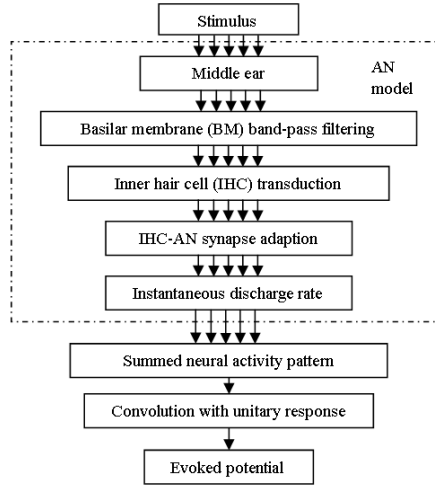 Stimulus
Middle ear
AN
model
Basilar membrane (BM) band-pass filtering
Inner hair cell (IHC) transduction
IHC-AN synapse adaption
Instantaneous discharge rate
Summed neural activity pattern
Convolution with unitary response
Evoked potential